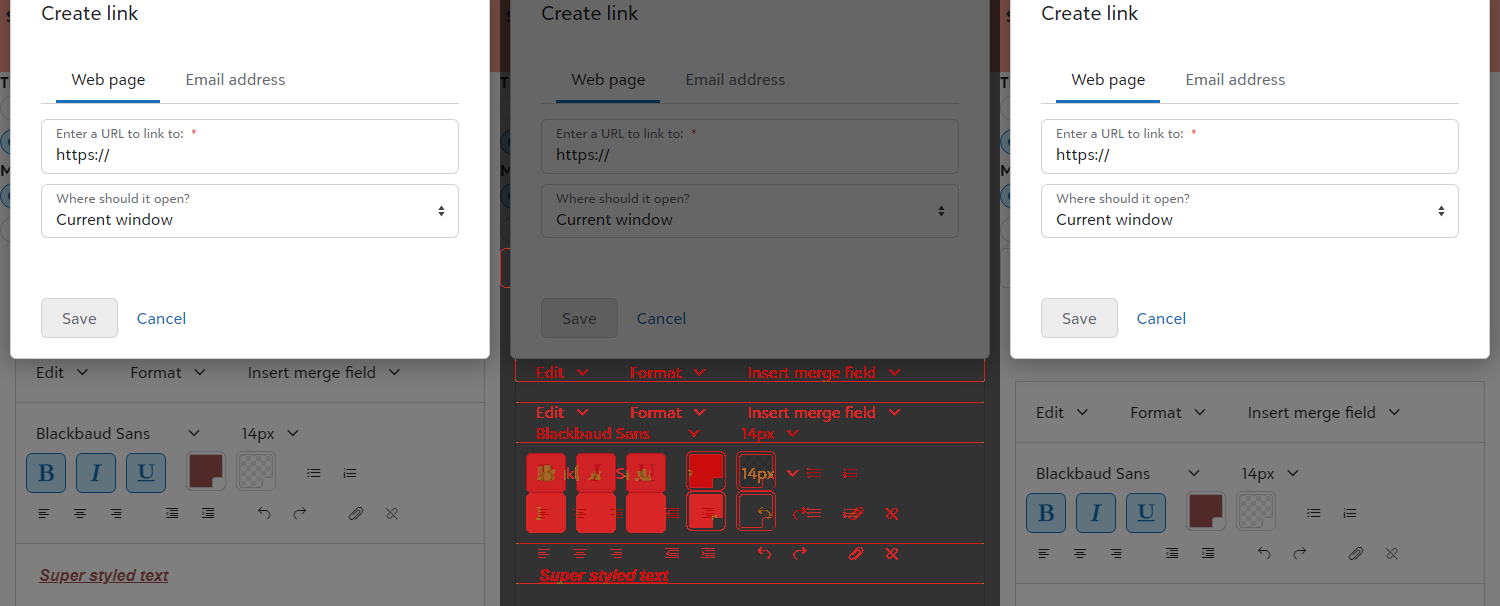 Create link
Web page Email address
Enter a URL to link to: *
https://
Where should it open?
Current window
Save Cancel
Edit Format Insert merge field
Blackbaud Sans 14px
B I U
Super styled text
Create link
Web page Email address
Enter a URL to link to: *
https://
Where should it open?
Current window
Save Cancel
Edit Format Insert merge field
Edit Format Insert merge field
Blackbaud Sans 14px
14px
Super styled text
Create link
Web page Email address
Enter a URL to link to: *
https://
Where should it open?
Current window
Save Cancel
Edit Format Insert merge field
Blackbaud Sans 14px
B I U